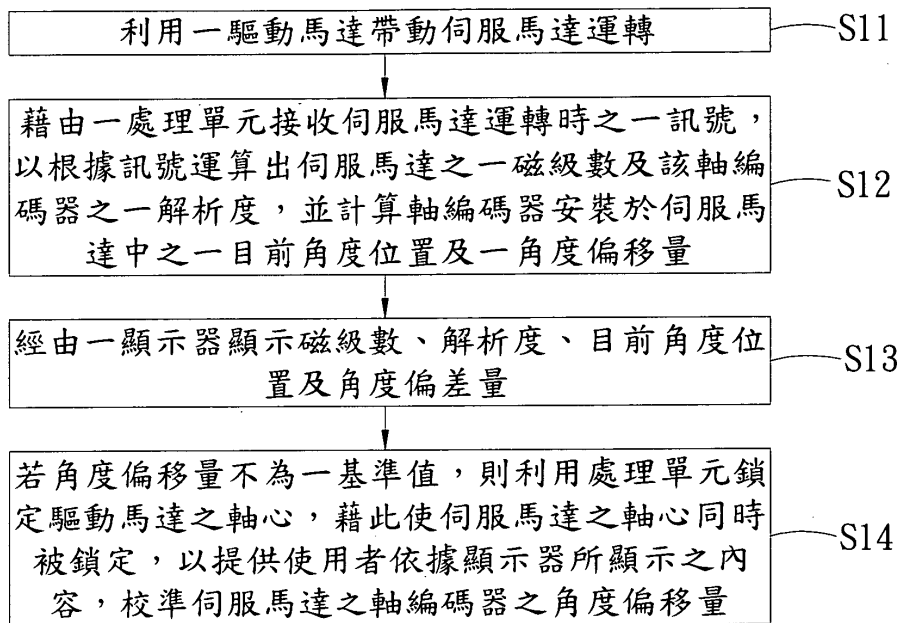 利用一驅動馬達帶動伺服馬達運轉
S11
藉由一處理單元接收伺服馬達運轉時之一訊號，
以根據訊號運算出伺服馬達之一磁級數及該軸編
碼器之一解析度，並計算軸編碼器安裝於伺服馬
達中之一目前角度位置及一角度偏移量
S12
經由一顯示器顯示磁級數、解析度、目前角度位
置及角度偏差量
S13
若角度偏移量不為一基準值，則利用處理單元鎖
定驅動馬達之軸心，藉此使伺服馬達之軸心同時
被鎖定，以提供使用者依據顯示器所顯示之內
容，校準伺服馬達之軸編碼器之角度偏移量
S14